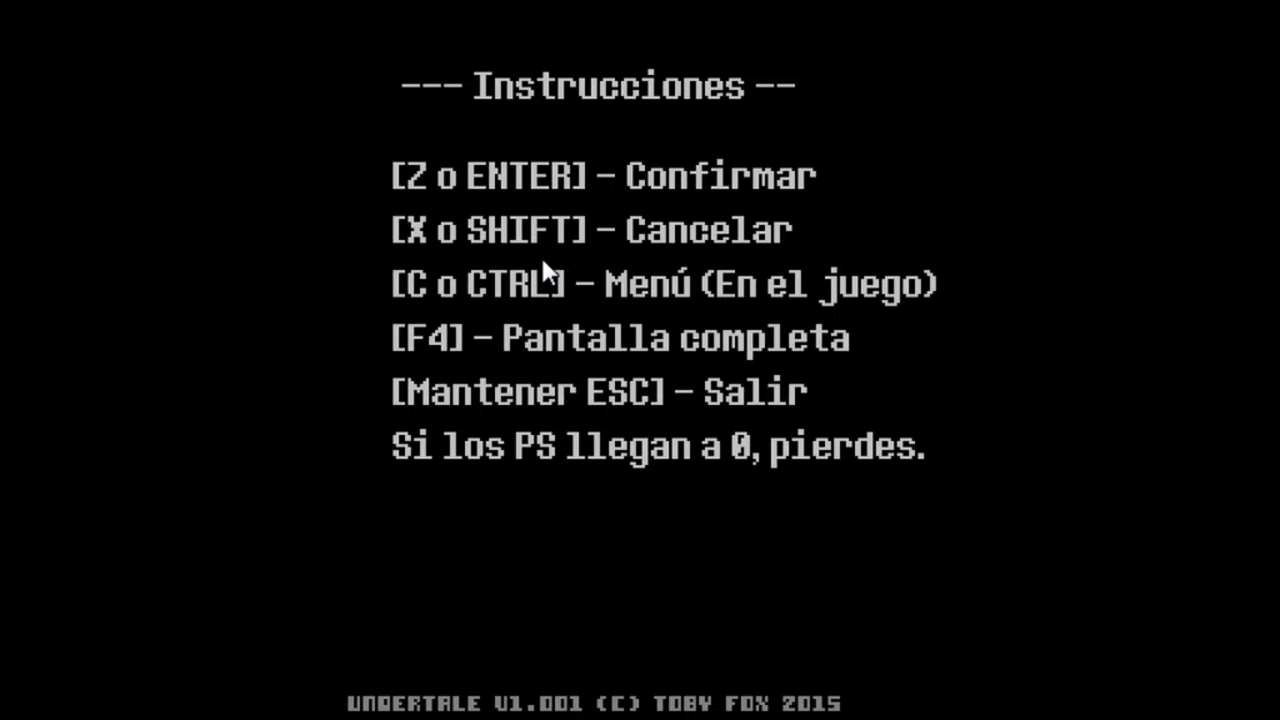 --- Instrucciones --
[Z o ENTER] - Confirmar
[X o SHIFT] - Cancelar
[C o CTRL] - Menú (En el juego)
[F4] - Pantalla completa
[Mantener ESC] - Salir
Si los PS llegan a 0, pierdes.
UNDERTALE V1.001 (C) TOBY FOX 2015